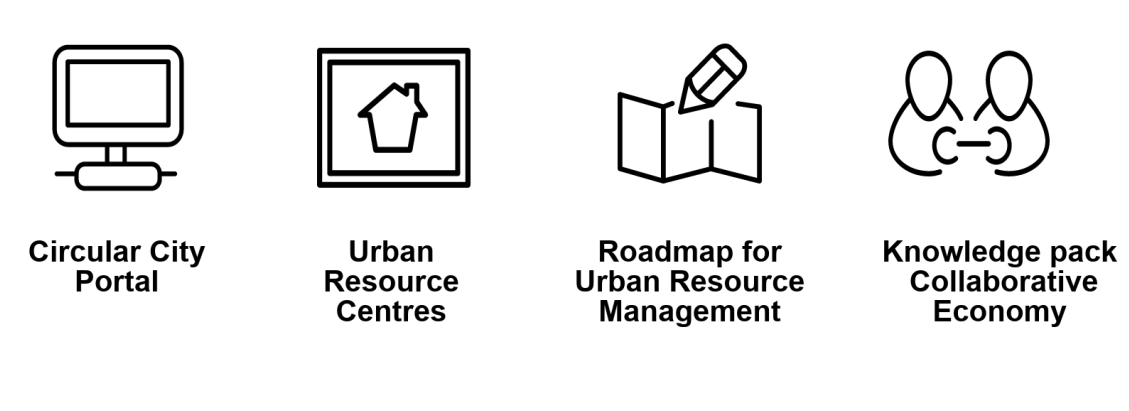 Circular City
Portal
Urban
Resource
Centres
Roadmap for
Urban Resource
Management
Knowledge pack
Collaborative
Economy